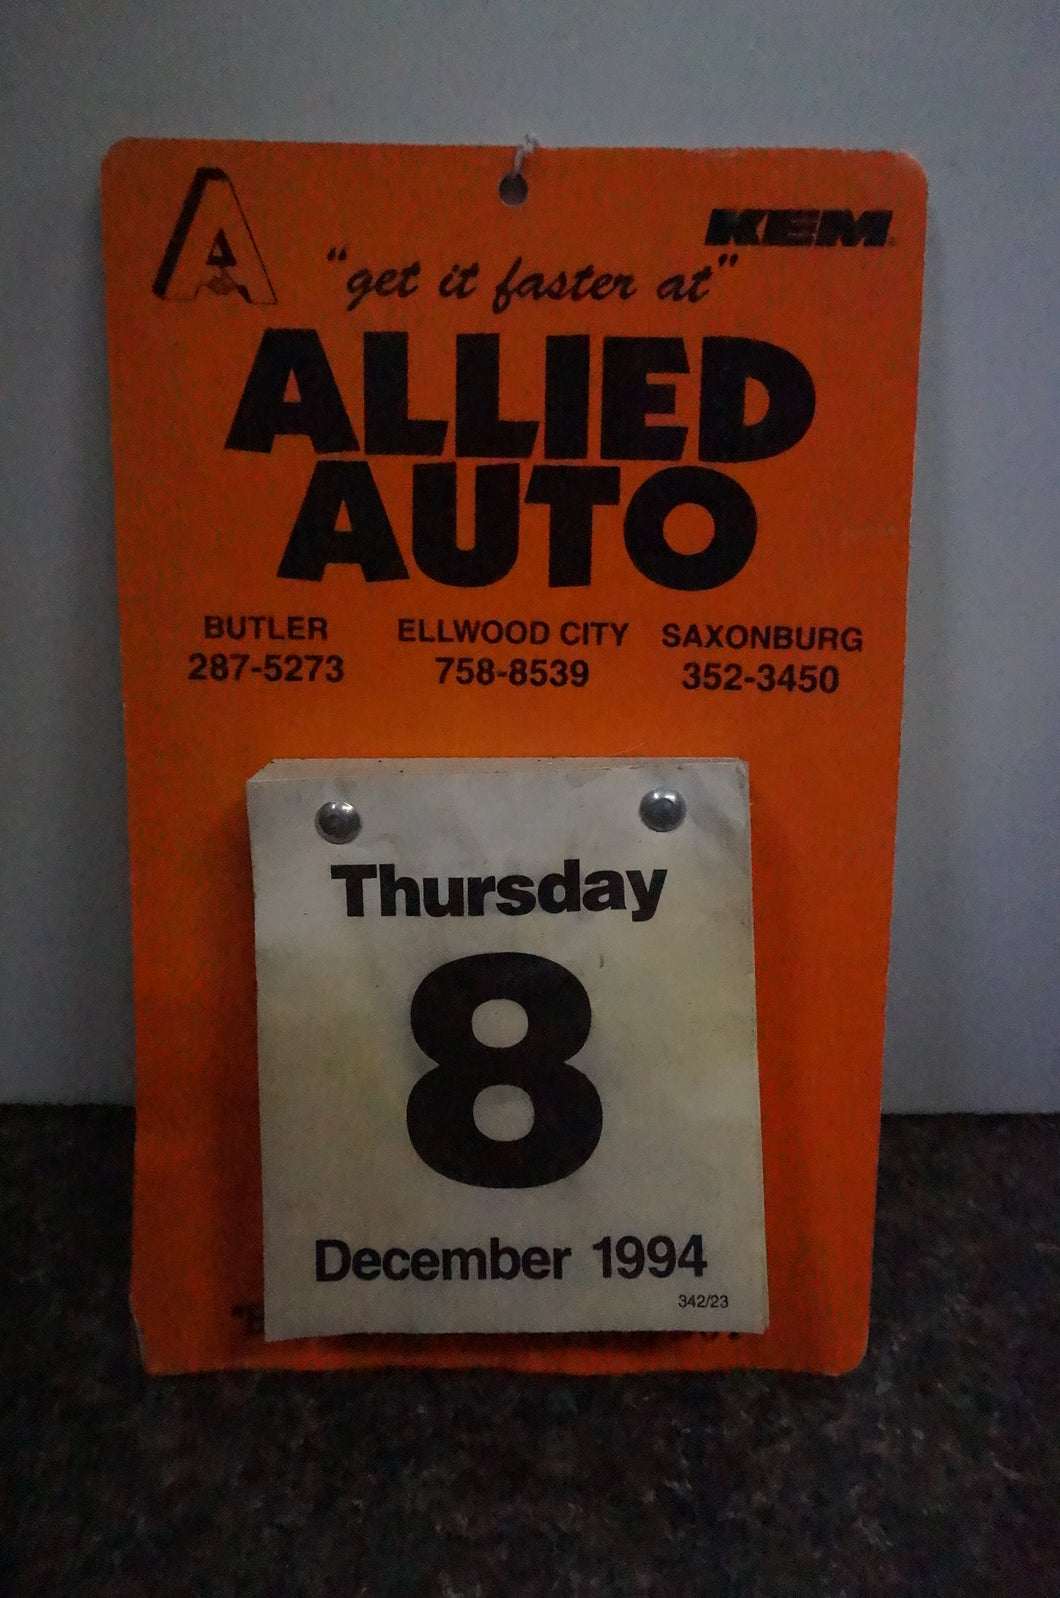 A
KEM
"get it faster at"
ALLIED
AUTO
BUTLER ELLWOOD CITY SAXONBURG
287-5273 758-8539 352-3450
Thursday
8
December 1994
342/23